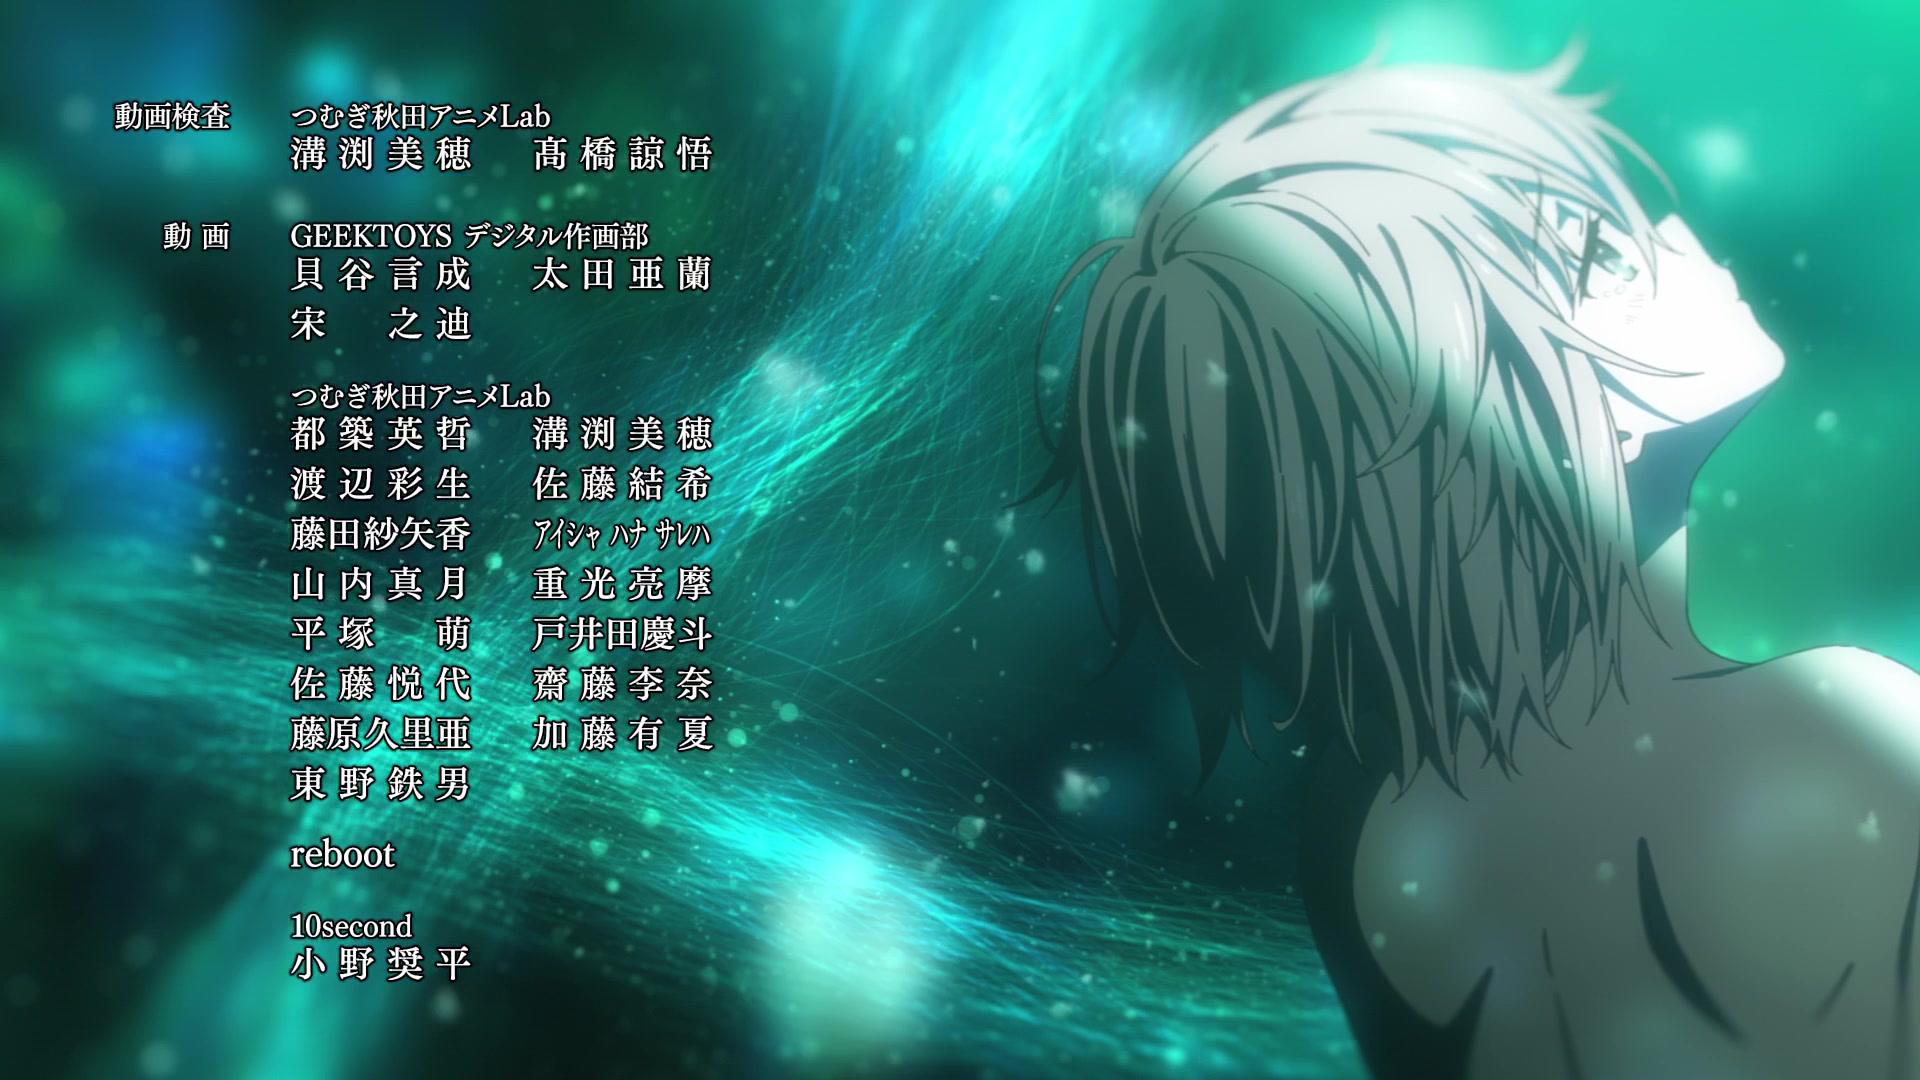 動画検査 つむぎ秋田アニメLab
溝渕美穂 髙橋諒悟
動画 GEEKTOYS デジタル作画部
貝谷言成 太田亜蘭
宋之迪
つむぎ秋田アニメLab
都築英哲 溝渕美穂
渡辺彩生 佐藤結希
藤田紗矢香 ｱｲｼｬ ﾊﾅ ｻﾚﾊ
山内真月 重光亮摩
平塚萌 戸井田慶斗
佐藤悦代 齋藤李奈
藤原久里亜 加藤有夏
東野鉄男
reboot
10second
小野奨平